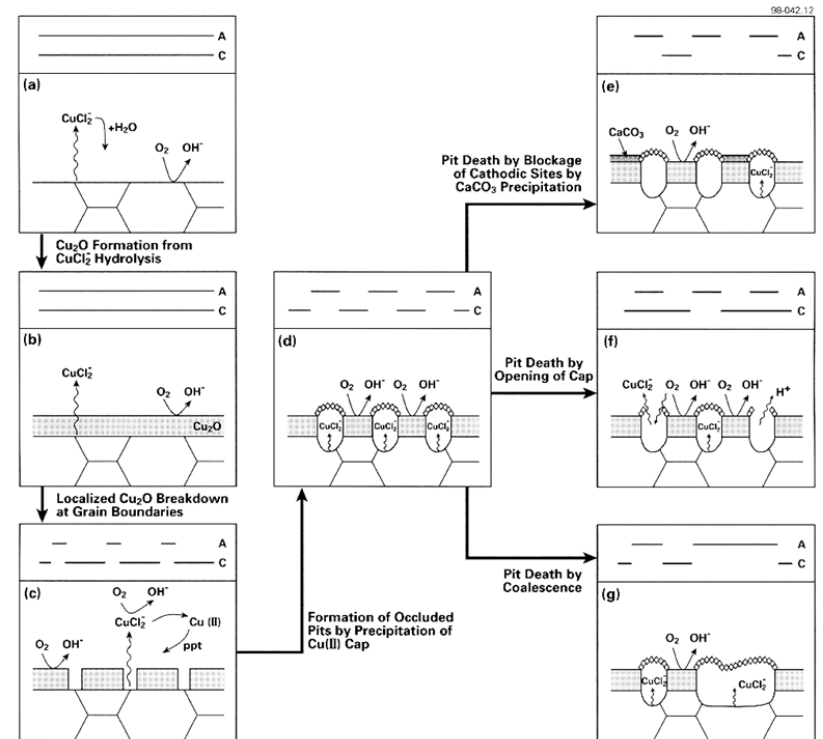 98-042.12
A
C
(a)
CuCl₂⁻
+H₂O
O₂ OH⁻
Cu₂O Formation from
CuCl₂⁻ Hydrolysis
A
C
(b)
CuCl₂⁻
O₂ OH⁻
Cu₂O
Localized Cu₂O Breakdown
at Grain Boundaries
A
C
(c)
O₂ OH⁻
CuCl₂⁻ Cu (II)
O₂ OH⁻
ppt
Formation of Occluded
Pits by Precipitation of
Cu(II) Cap
A
C
(d)
O₂ OH⁻ O₂ OH⁻
CuCl₂⁻ CuCl₂⁻ CuCl₂⁻
Pit Death by Blockage
of Cathodic Sites by
CaCO₃ Precipitation
A
C
(e)
CaCO₃ O₂ OH⁻
CuCl₂⁻
Pit Death by
Opening of Cap
A
C
(f)
CuCl₂⁻ O₂ OH⁻ O₂ OH⁻ H⁺
CuCl₂⁻
Pit Death by
Coalescence
A
C
(g)
O₂ OH⁻
CuCl₂⁻ CuCl₂⁻